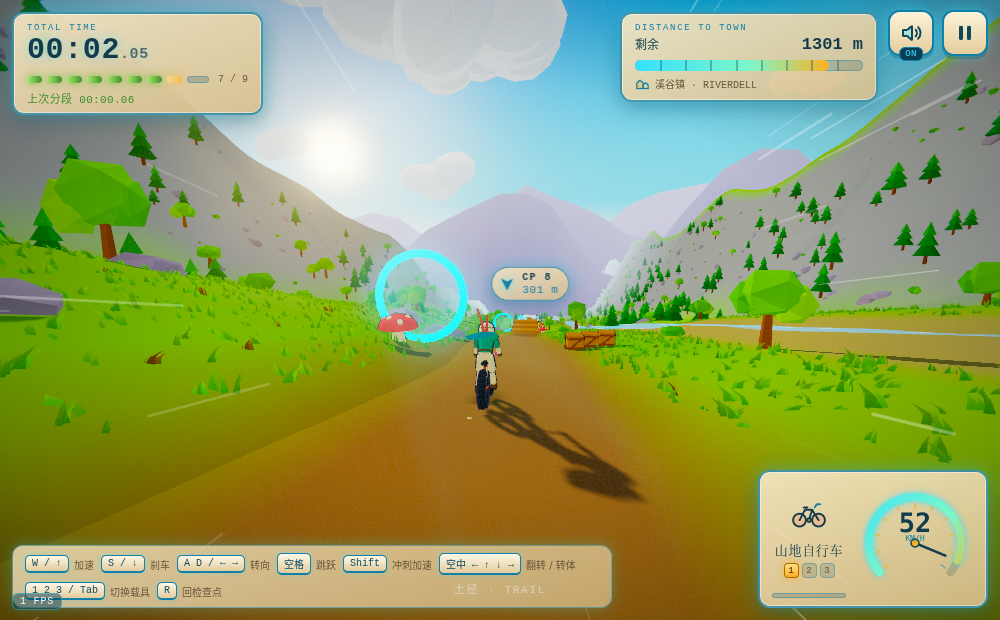 TOTAL TIME
00:02.05
7 / 9
上次分段 00:00.06
DISTANCE TO TOWN
剩余 1301 m
溪谷镇 · RIVERDELL
ON
CP 8
301 m
52
KM/H
山地自行车
1 2 3
W / ↑ 加速 S / ↓ 刹车 A D / ← → 转向 空格 跳跃 Shift 冲刺加速 空中 ← ↑ ↓ → 翻转 / 转体
1 2 3 / Tab 切换载具 R 回检查点
土径 · TRAIL
1 FPS